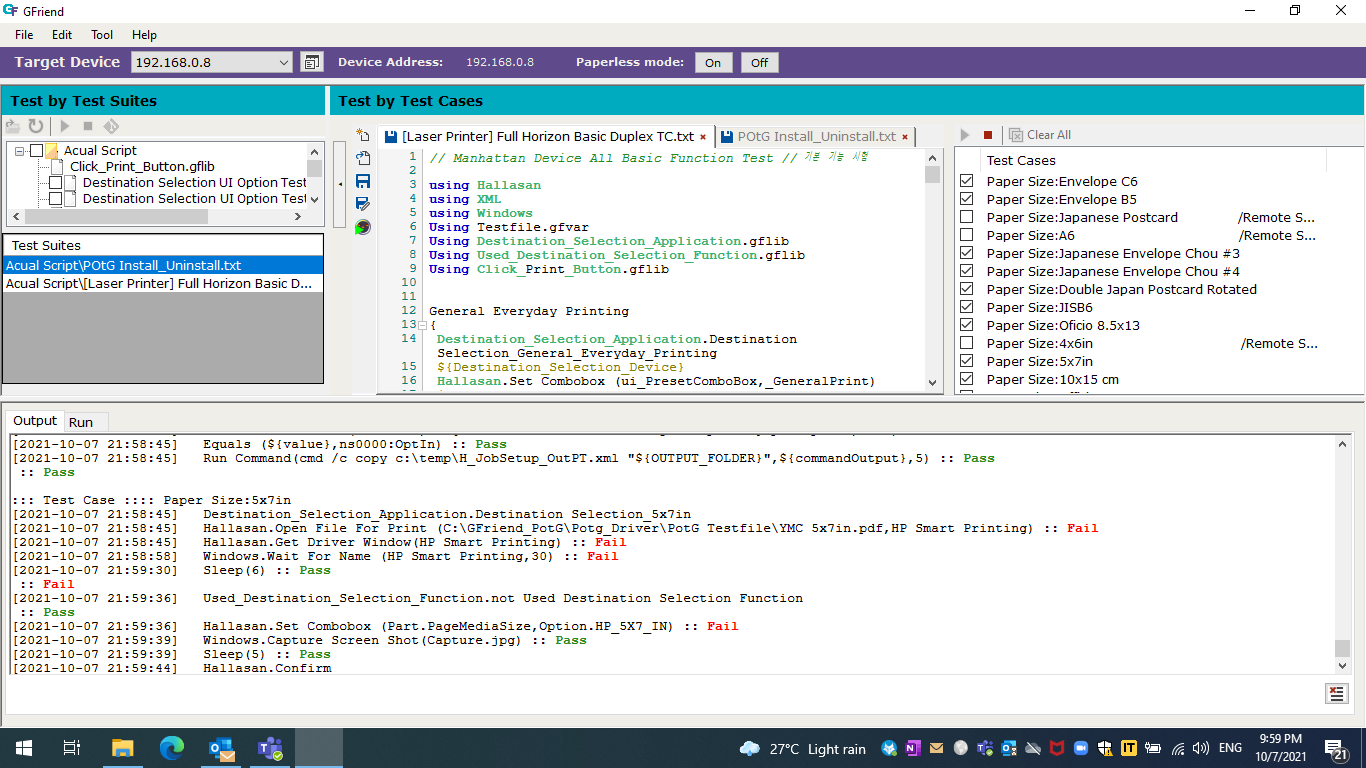 GFriend
File Edit Tool Help
Target Device 192.168.0.8 Device Address: 192.168.0.8 Paperless mode: On Off
Test by Test Suites
Test by Test Cases
Acual Script
Click_Print_Button.gflib
Destination Selection UI Option Test
Destination Selection UI Option Test
Test Suites
Acual Script\POtG Install_Uninstall.txt
Acual Script\[Laser Printer] Full Horizon Basic D...
[Laser Printer] Full Horizon Basic Duplex TC.txt × POtG Install_Uninstall.txt ×
1 // Manhattan Device All Basic Function Test // 기본 기능 시험
2
3 using Hallasan
4 using XML
5 using Windows
6 Using Testfile.gfvar
7 Using Destination_Selection_Application.gflib
8 Using Used_Destination_Selection_Function.gflib
9 Using Click_Print_Button.gflib
10
11
12 General Everyday Printing
13 {
14 Destination_Selection_Application.Destination
Selection_General_Everyday_Printing
15 ${Destination_Selection_Device}
16 Hallasan.Set Combobox (ui_PresetComboBox,_GeneralPrint)
Clear All
Test Cases
Paper Size:Envelope C6
Paper Size:Envelope B5
Paper Size:Japanese Postcard /Remote S...
Paper Size:A6 /Remote S...
Paper Size:Japanese Envelope Chou #3
Paper Size:Japanese Envelope Chou #4
Paper Size:Double Japan Postcard Rotated
Paper Size:JISB6
Paper Size:Oficio 8.5x13
Paper Size:4x6in /Remote S...
Paper Size:5x7in
Paper Size:10x15 cm
Output Run
[2021-10-07 21:58:45] Equals (${value},ns0000:OptIn) :: Pass
[2021-10-07 21:58:45] Run Command(cmd /c copy c:\temp\H_JobSetup_OutPT.xml "${OUTPUT_FOLDER}",${commandOutput},5) :: Pass
:: Pass
::: Test Case :::: Paper Size:5x7in
[2021-10-07 21:58:45] Destination_Selection_Application.Destination Selection_5x7in
[2021-10-07 21:58:45] Hallasan.Open File For Print (C:\GFriend_PotG\Potg_Driver\PotG Testfile\YMC 5x7in.pdf,HP Smart Printing) :: Fail
[2021-10-07 21:58:45] Hallasan.Get Driver Window(HP Smart Printing) :: Fail
[2021-10-07 21:58:58] Windows.Wait For Name (HP Smart Printing,30) :: Fail
[2021-10-07 21:59:30] Sleep(6) :: Pass
:: Fail
[2021-10-07 21:59:36] Used_Destination_Selection_Function.not Used Destination Selection Function
:: Pass
[2021-10-07 21:59:36] Hallasan.Set Combobox (Part.PageMediaSize,Option.HP_5X7_IN) :: Fail
[2021-10-07 21:59:39] Windows.Capture Screen Shot(Capture.jpg) :: Pass
[2021-10-07 21:59:39] Sleep(5) :: Pass
[2021-10-07 21:59:44] Hallasan.Confirm
27°C Light rain ENG 9:59 PM
10/7/2021 21